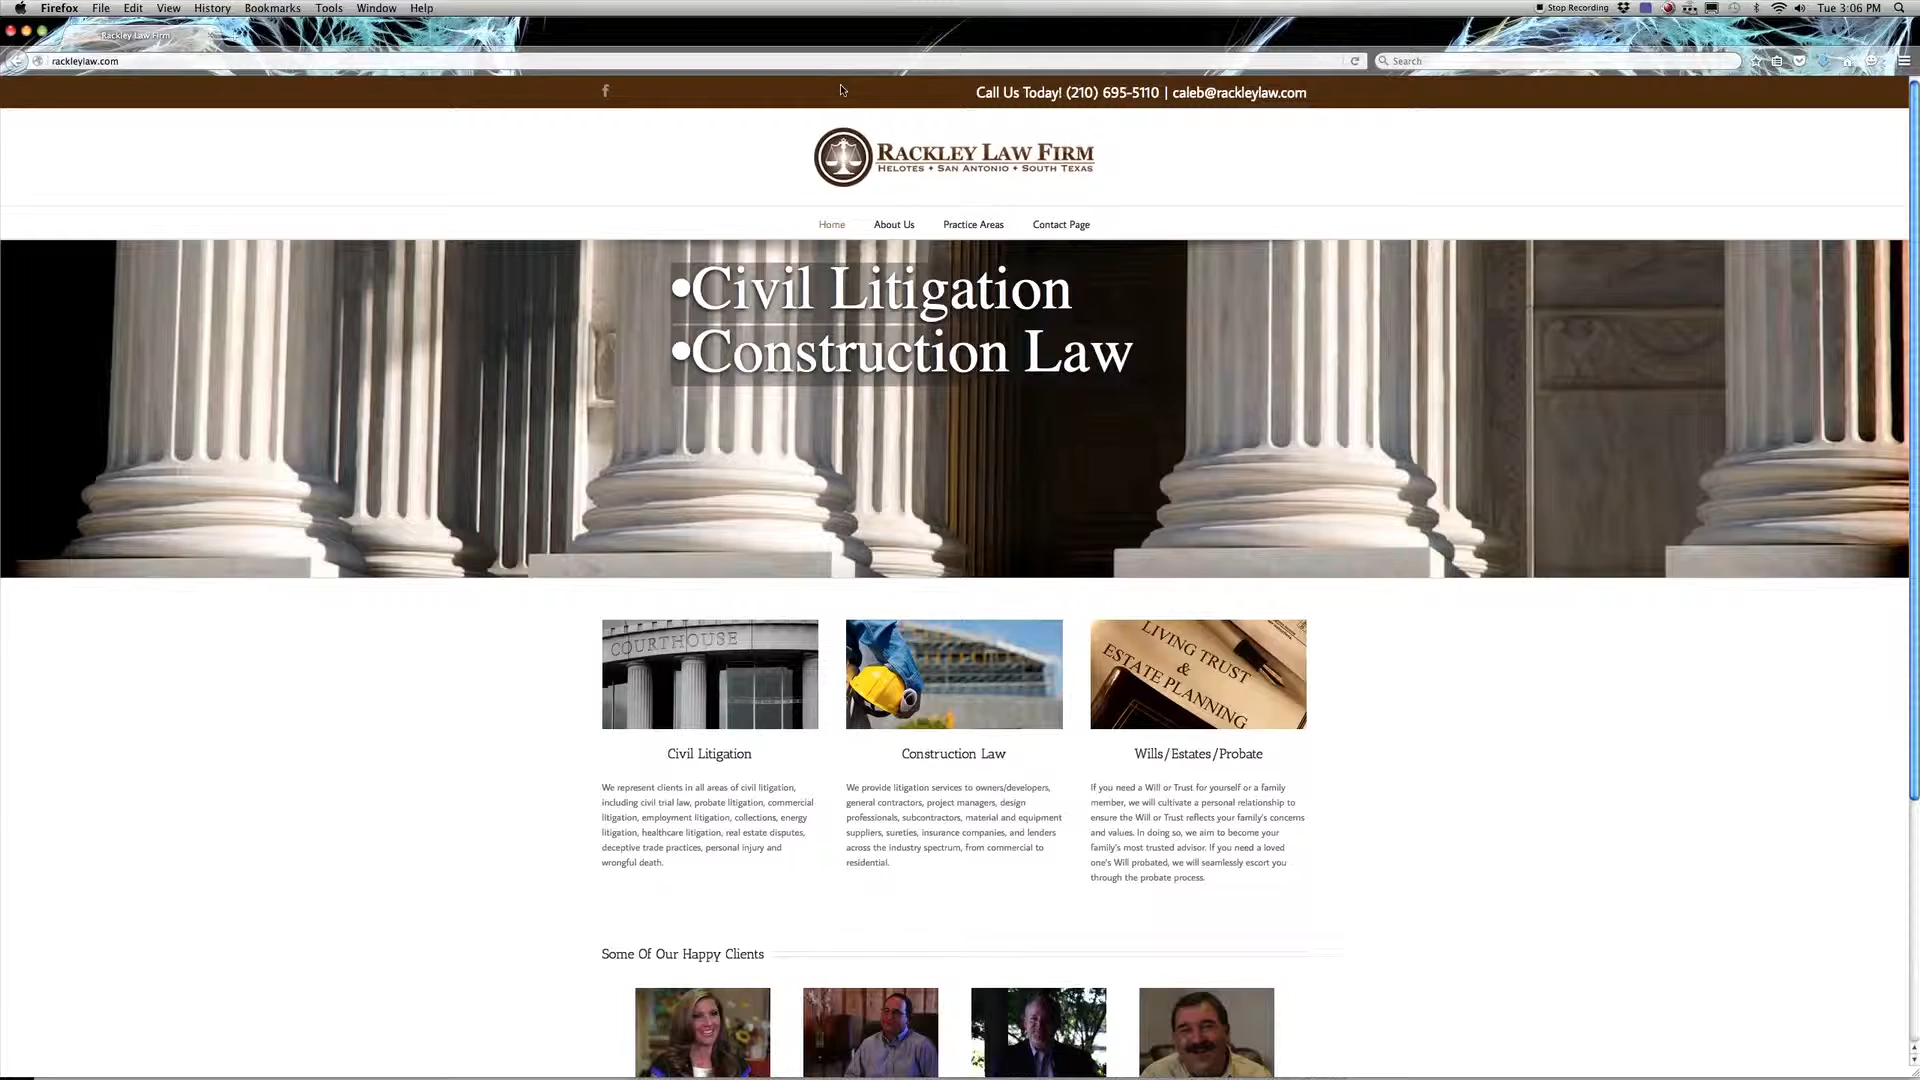 Firefox File Edit View History Bookmarks Tools Window Help
Stop Recording
Tue 3:06 PM
Rackley Law Firm
rackleylaw.com
Search
Call Us Today! (210) 695-5110 | caleb@rackleylaw.com
RACKLEY LAW FIRM
HELOTES • SAN ANTONIO • SOUTH TEXAS
Home About Us Practice Areas Contact Page
•Civil Litigation
•Construction Law
COURTHOUSE
LIVING TRUST
&
ESTATE PLANNING
Civil Litigation
We represent clients in all areas of civil litigation,
including civil trial law, probate litigation, commercial
litigation, employment litigation, collections, energy
litigation, healthcare litigation, real estate disputes,
deceptive trade practices, personal injury and
wrongful death.
Construction Law
We provide litigation services to owners/developers,
general contractors, project managers, design
professionals, subcontractors, material and equipment
suppliers, sureties, insurance companies, and lenders
across the industry spectrum, from commercial to
residential.
Wills/Estates/Probate
If you need a Will or Trust for yourself or a family
member, we will cultivate a personal relationship to
ensure the Will or Trust reflects your family's concerns
and values. In doing so, we aim to become your
family's most trusted advisor. If you need a loved
one's Will probated, we will seamlessly escort you
through the probate process.
Some Of Our Happy Clients